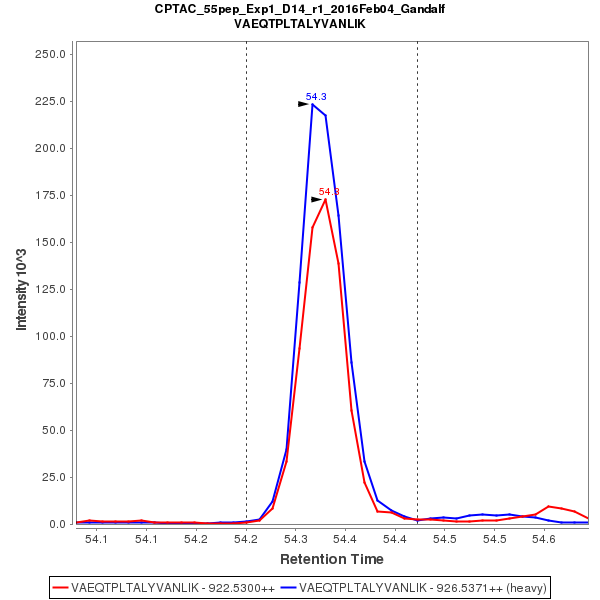 CPTAC_55pep_Exp1_D14_r1_2016Feb04_Gandalf
VAEQTPLTALYVANLIK
250.0
225.0
200.0
175.0
150.0
125.0
100.0
75.0
50.0
25.0
0.0
Intensity 10^3
54.3
54.3
54.1 54.1 54.2 54.2 54.3 54.4 54.4 54.5 54.5 54.6
Retention Time
VAEQTPLTALYVANLIK - 922.5300++ VAEQTPLTALYVANLIK - 926.5371++ (heavy)